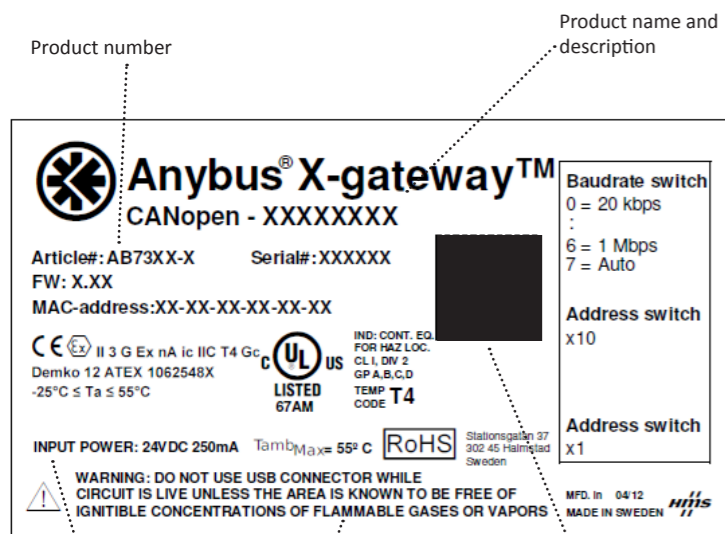 Product number
Product name and
description
Anybus® X-gateway™
CANopen - XXXXXXXX
Article#: AB73XX-X Serial#: XXXXXX
FW: X.XX
MAC-address:XX-XX-XX-XX-XX-XX
CE Ex II 3 G Ex nA ic IIC T4 Gc
Demko 12 ATEX 1062548X
-25°C ≤ Ta ≤ 55°C
C UL US
LISTED
67AM
IND: CONT. EQ.
FOR HAZ LOC.
CL I, DIV 2
GP A,B,C,D
TEMP
CODE T4
INPUT POWER: 24VDC 250mA TambMax= 55º C RoHS
Stationsgatan 37
302 45 Halmstad
Sweden
WARNING: DO NOT USE USB CONNECTOR WHILE
CIRCUIT IS LIVE UNLESS THE AREA IS KNOWN TO BE FREE OF
IGNITIBLE CONCENTRATIONS OF FLAMMABLE GASES OR VAPORS
Baudrate switch
0 = 20 kbps
:
6 = 1 Mbps
7 = Auto
Address switch
x10
Address switch
x1
MFD. In 04/12
MADE IN SWEDEN HMS